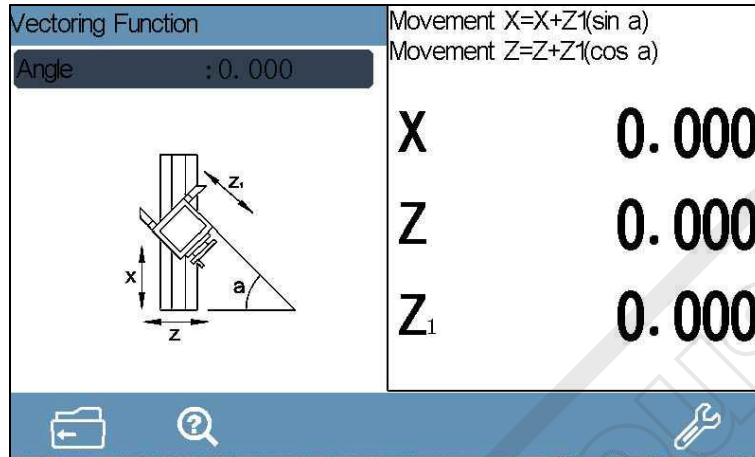 Vectoring Function
Angle :0.000
Z1
X
a
Z
Movement X=X+Z1(sin a)
Movement Z=Z+Z1(cos a)
X 0.000
Z 0.000
Z1 0.000
?